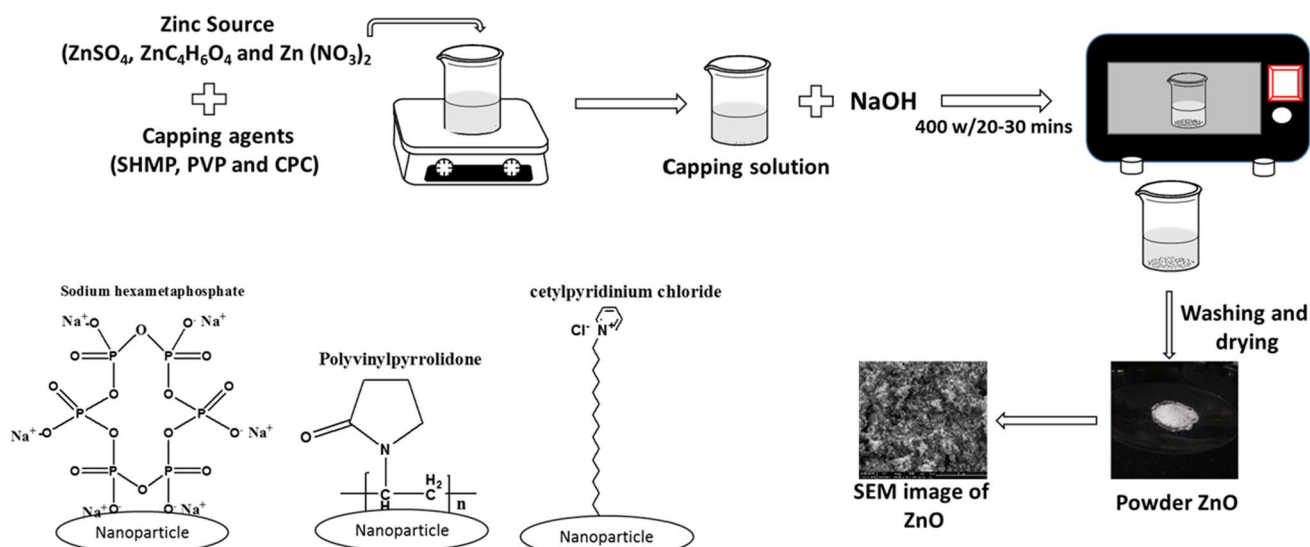 Zinc Source
(ZnSO4, ZnC4H6O4 and Zn (NO3)2
Capping agents
(SHMP, PVP and CPC)
Capping solution
NaOH
400 w/20-30 mins
Washing and
drying
Powder ZnO
SEM image of
ZnO
Sodium hexametaphosphate
Na+ -O O O- Na+
O P P O
O O O O
P P
Na+ -O O O O- Na+
O P P O
O
Na+ O- O- Na+
Nanoparticle
Polyvinylpyrrolidone
O
N
C C
H H2
n
Nanoparticle
cetylpyridinium chloride
Cl- N+
Nanoparticle